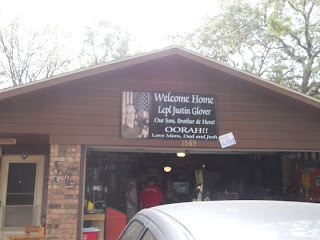 Welcome Home
Lcpl Justin Glover
Our Son, Brother & Hero!
OORAH!!
Love Mom, Dad and Josh
1569